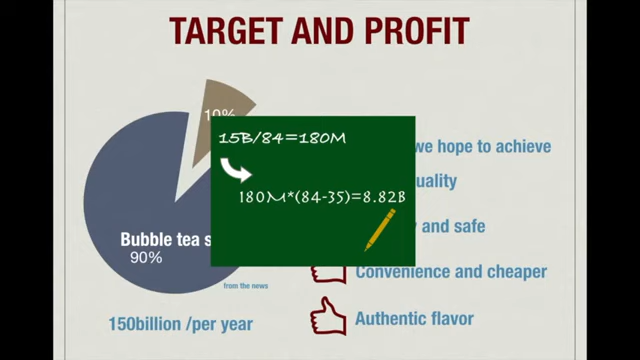 TARGET AND PROFIT
10%
15B/84=180M
180M*(84-35)=8.82B
we hope to achieve
and safe
Bubble tea
90%
from the news
Convenience and cheaper
150billion /per year
Authentic flavor